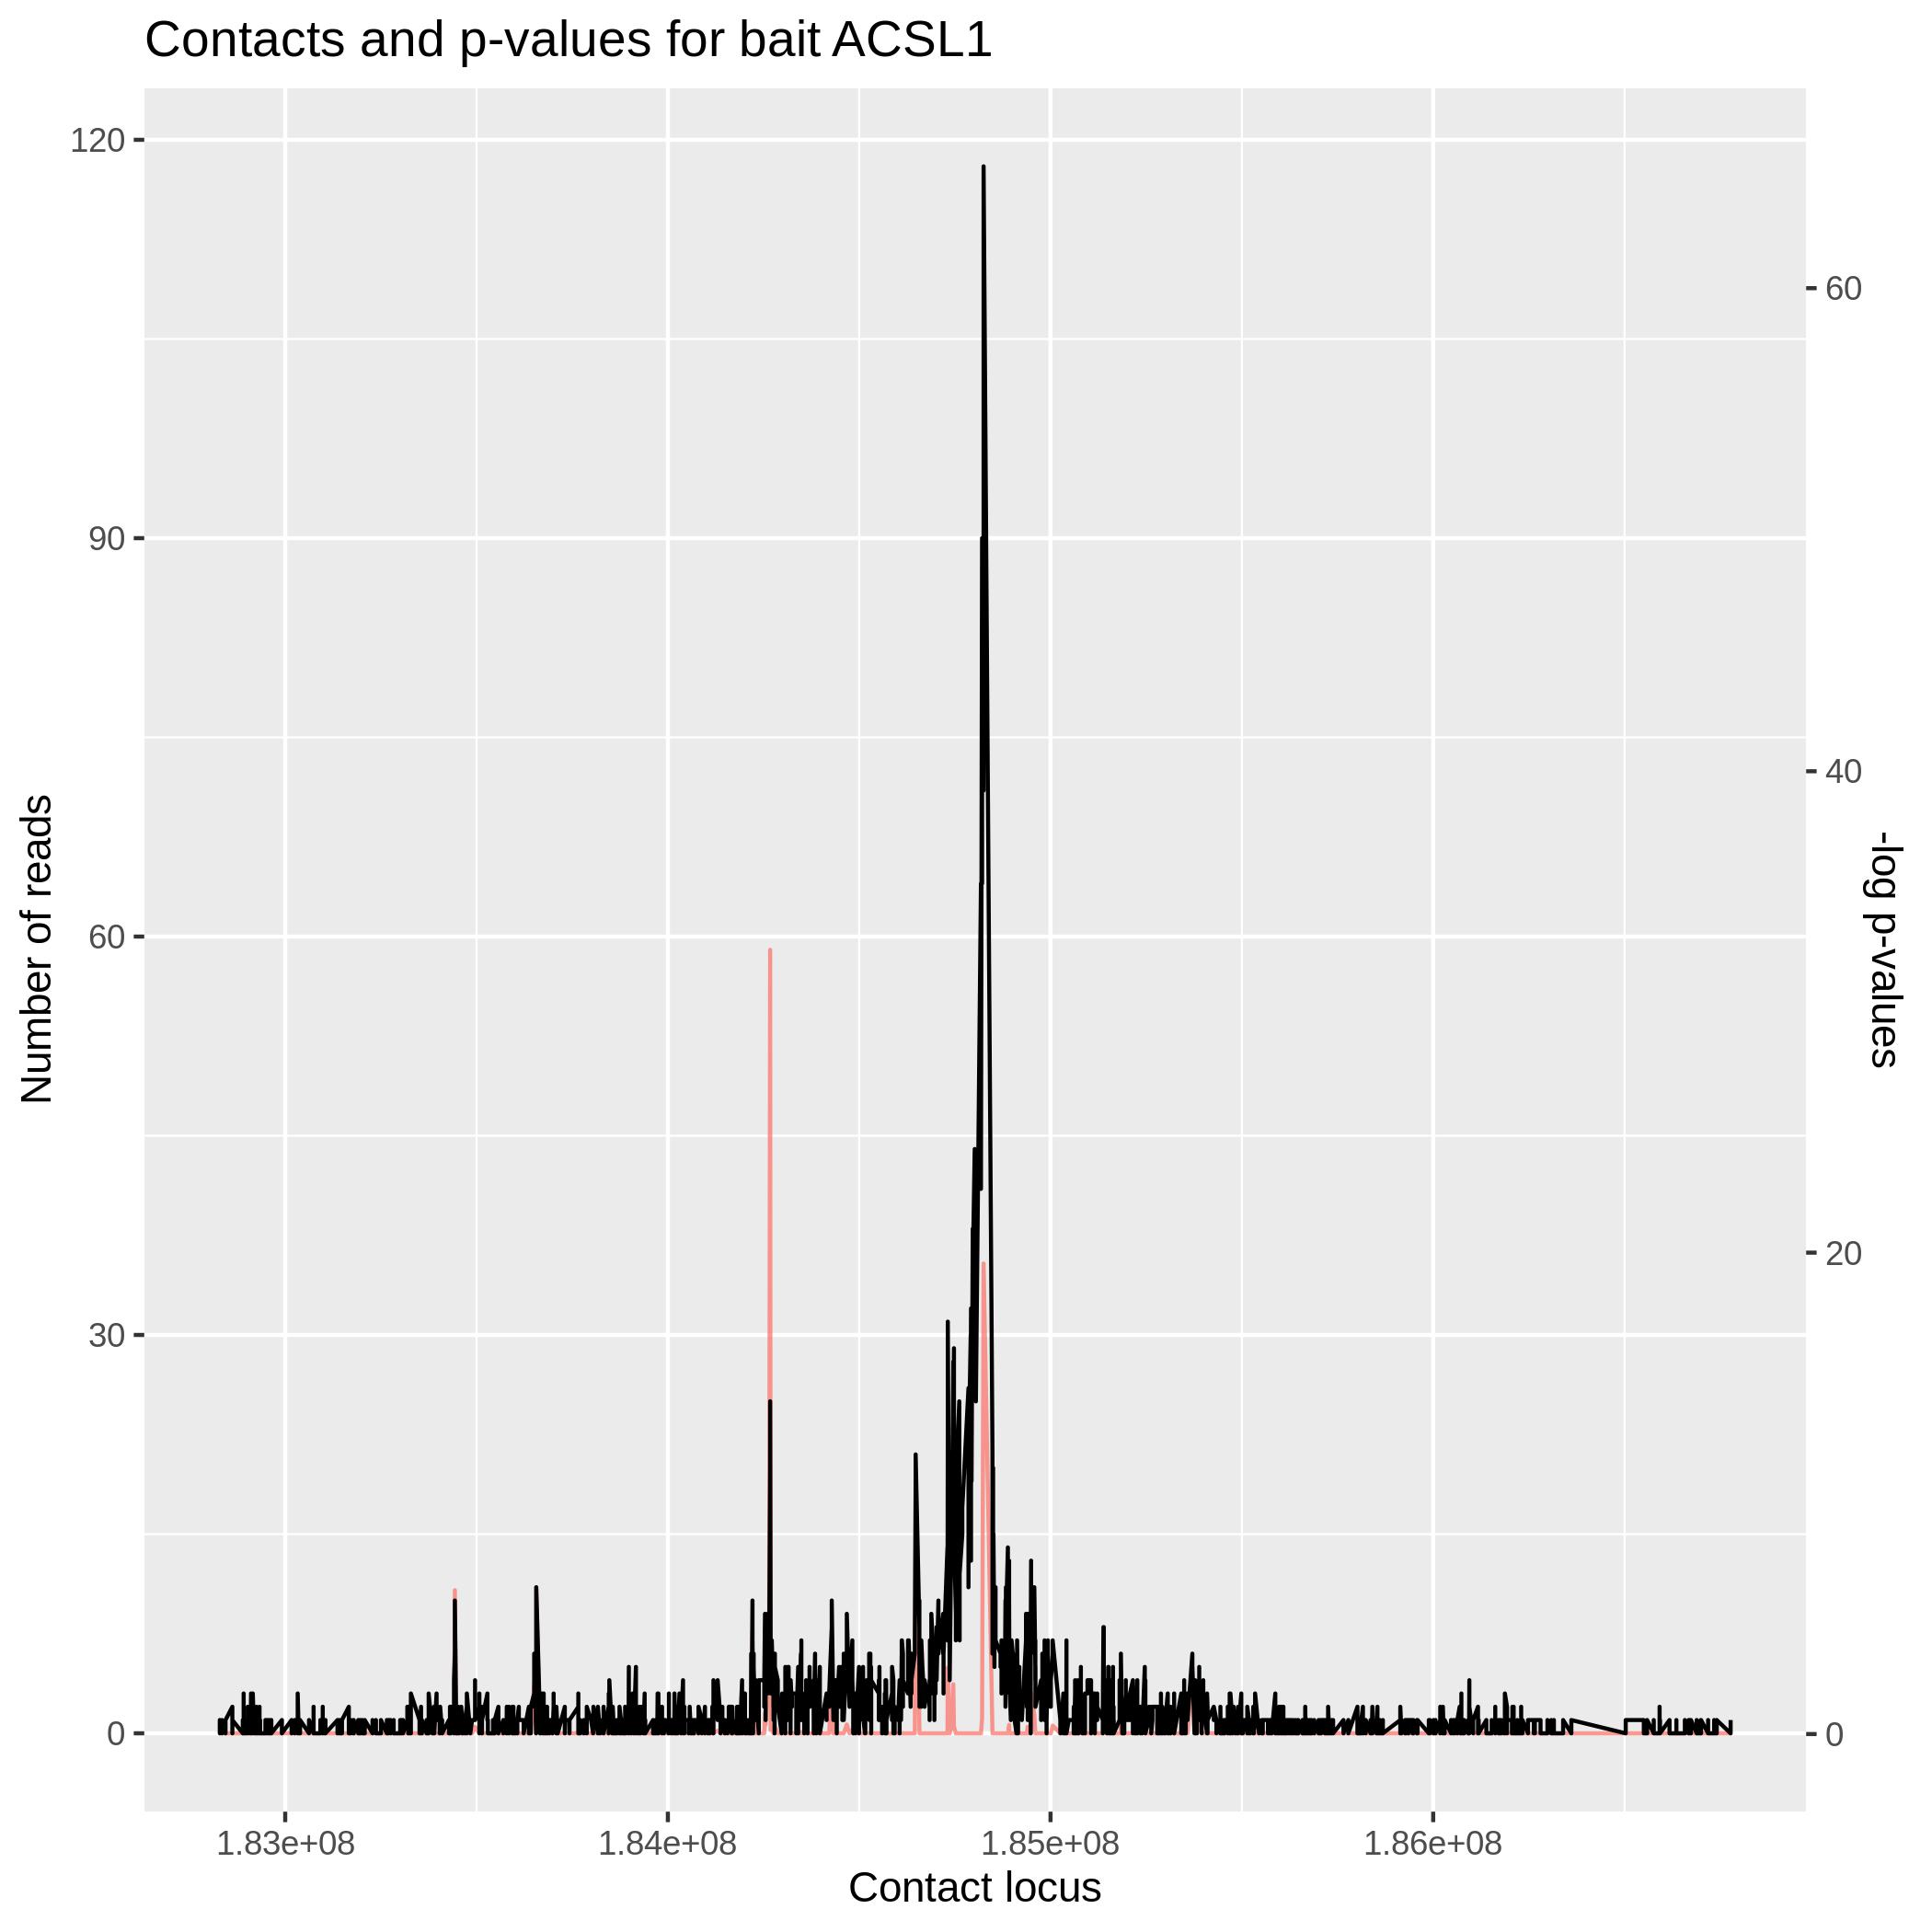 Contacts and p-values for bait ACSL1
120
90
60
30
0
Number of reads
60
40
20
0
-log p-values
1.83e+08
1.84e+08
1.85e+08
1.86e+08
Contact locus